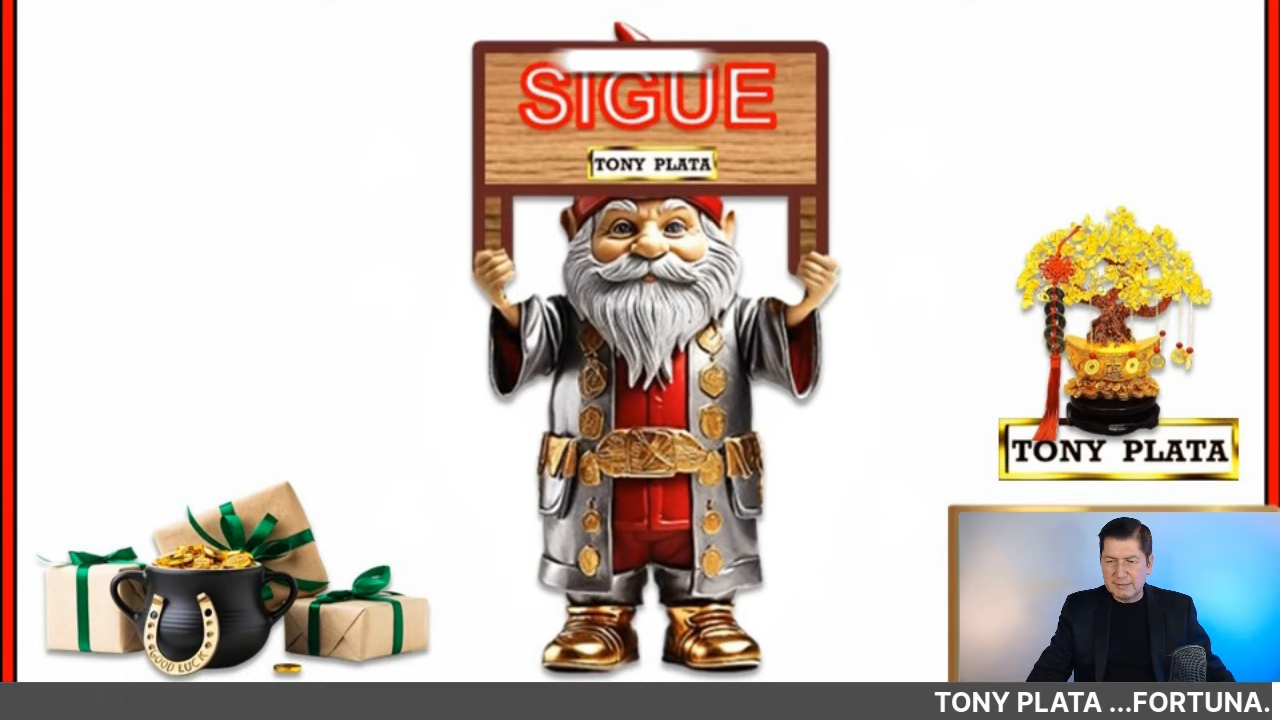 SIGUE
TONY PLATA
TONY PLATA
GOOD LUCK
TONY PLATA ...FORTUNA.